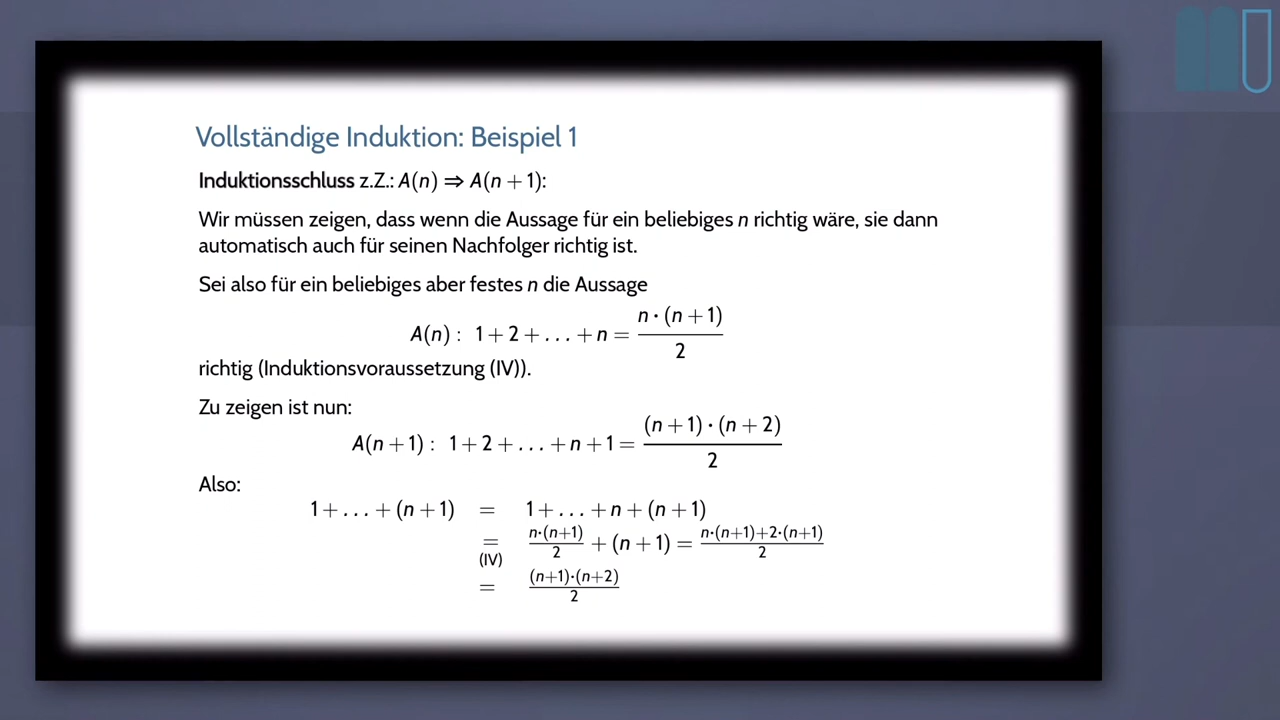 Vollständige Induktion: Beispiel 1
Induktionsschluss z.Z.: A(n) ⇒ A(n + 1):
Wir müssen zeigen, dass wenn die Aussage für ein beliebiges n richtig wäre, sie dann
automatisch auch für seinen Nachfolger richtig ist.
Sei also für ein beliebiges aber festes n die Aussage
A(n) : 1 + 2 + . . . + n = n · (n + 1) / 2
richtig (Induktionsvoraussetzung (IV)).
Zu zeigen ist nun:
A(n + 1) : 1 + 2 + . . . + n + 1 = (n + 1) · (n + 2) / 2
Also:
1 + . . . + (n + 1) = 1 + . . . + n + (n + 1)
= (IV) n·(n+1) / 2 + (n + 1) = n·(n+1)+2·(n+1) / 2
= (n+1)·(n+2) / 2